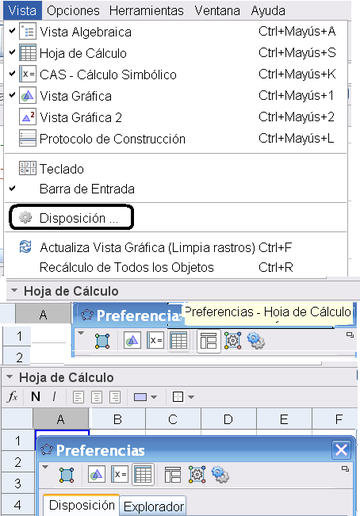 Vista Opciones Herramientas Ventana Ayuda
Vista Algebraica Ctrl+Mayús+A
Hoja de Cálculo Ctrl+Mayús+S
CAS - Cálculo Simbólico Ctrl+Mayús+K
Vista Gráfica Ctrl+Mayús+1
Vista Gráfica 2 Ctrl+Mayús+2
Protocolo de Construcción Ctrl+Mayús+L
Teclado
Barra de Entrada
Disposición ...
Actualiza Vista Gráfica (Limpia rastros) Ctrl+F
Recálculo de Todos los Objetos Ctrl+R
Hoja de Cálculo
A Preferencias Preferencias - Hoja de Cálculo
1
2
Hoja de Cálculo
fx N I
A B C D E F
1
2 Preferencias
3
4 Disposición Explorador